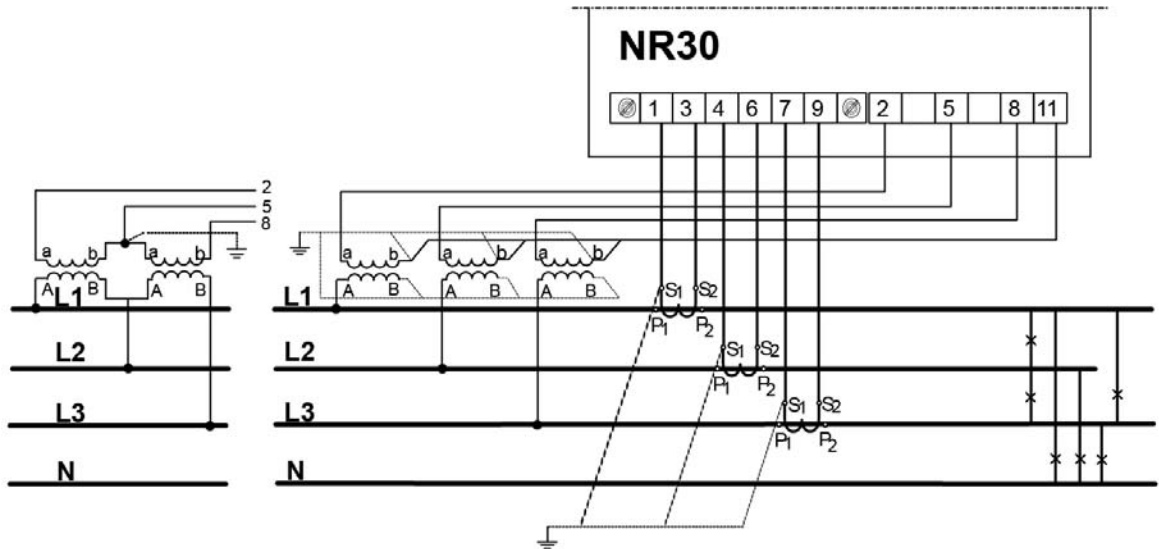 NR30
1 3 4 6 7 9 2 5 8 11
2
5
8
a b a b
A B A B
a b a b a b
A B A B A B
L1
L1
S1 S2
P1 P2
L2
L2
S1 S2
P1 P2
L3
L3
S1 S2
P1 P2
N
N